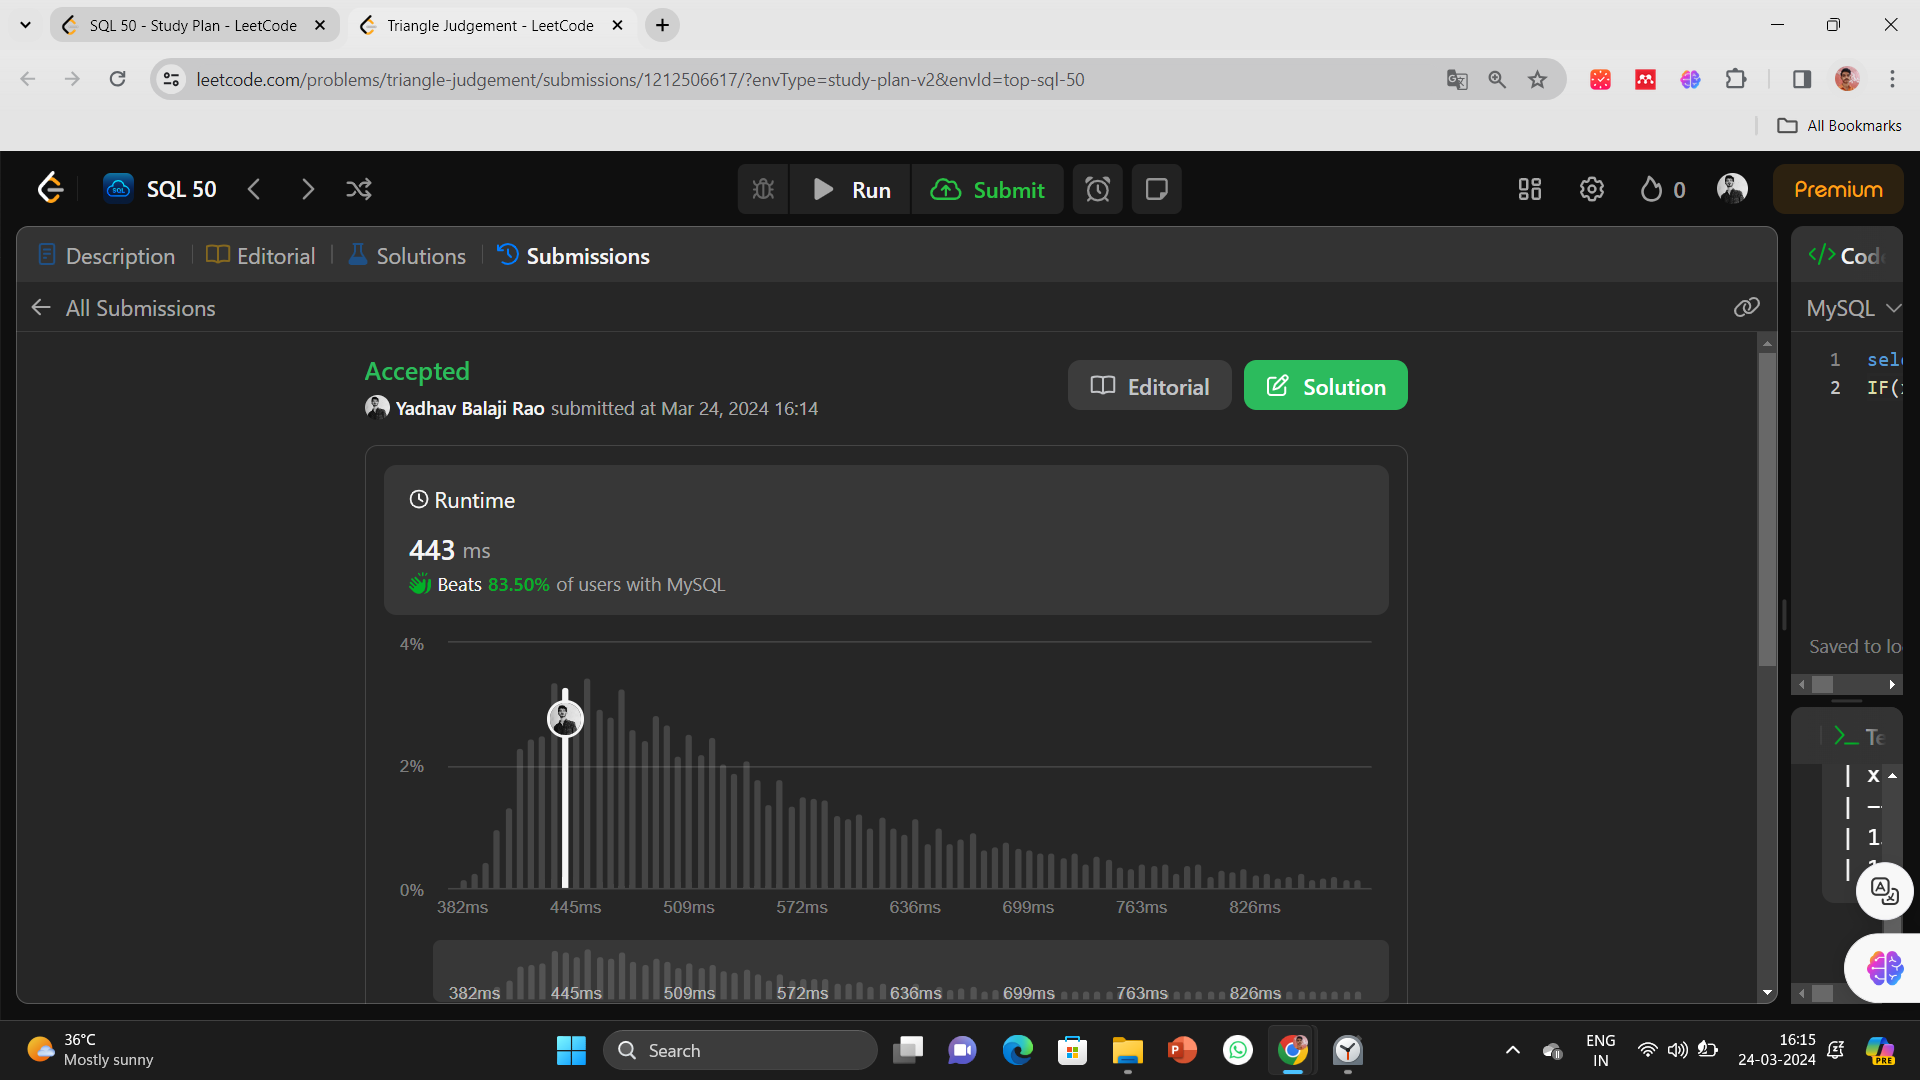 SQL 50 - Study Plan - LeetCode
Triangle Judgement - LeetCode
leetcode.com/problems/triangle-judgement/submissions/1212506617/?envType=study-plan-v2&envId=top-sql-50
All Bookmarks
SQL 50
Run
Submit
0
Premium
Description
Editorial
Solutions
Submissions
</> Code
All Submissions
MySQL
Accepted
Editorial
Solution
Yadhav Balaji Rao submitted at Mar 24, 2024 16:14
1 sel
2 IF(
Runtime
443 ms
Beats 83.50% of users with MySQL
Saved to lo
4%
2%
0%
382ms 445ms 509ms 572ms 636ms 699ms 763ms 826ms
382ms 445ms 509ms 572ms 636ms 699ms 763ms 826ms
>_ Te
| x
| -
| 1
| 1
36°C
Mostly sunny
Search
ENG
IN
16:15
24-03-2024
PRE